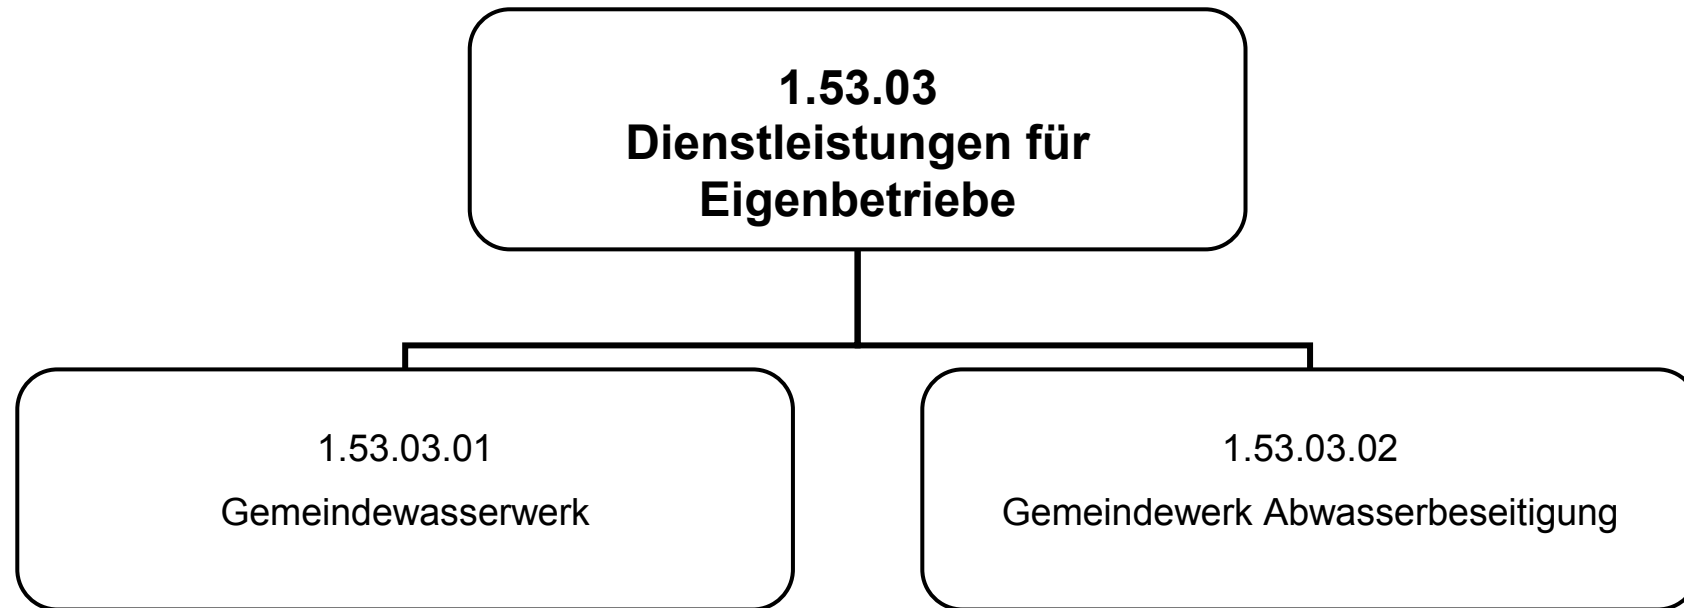 1.53.03
Dienstleistungen für
Eigenbetriebe
1.53.03.01
Gemeindewasserwerk
1.53.03.02
Gemeindewerk Abwasserbeseitigung